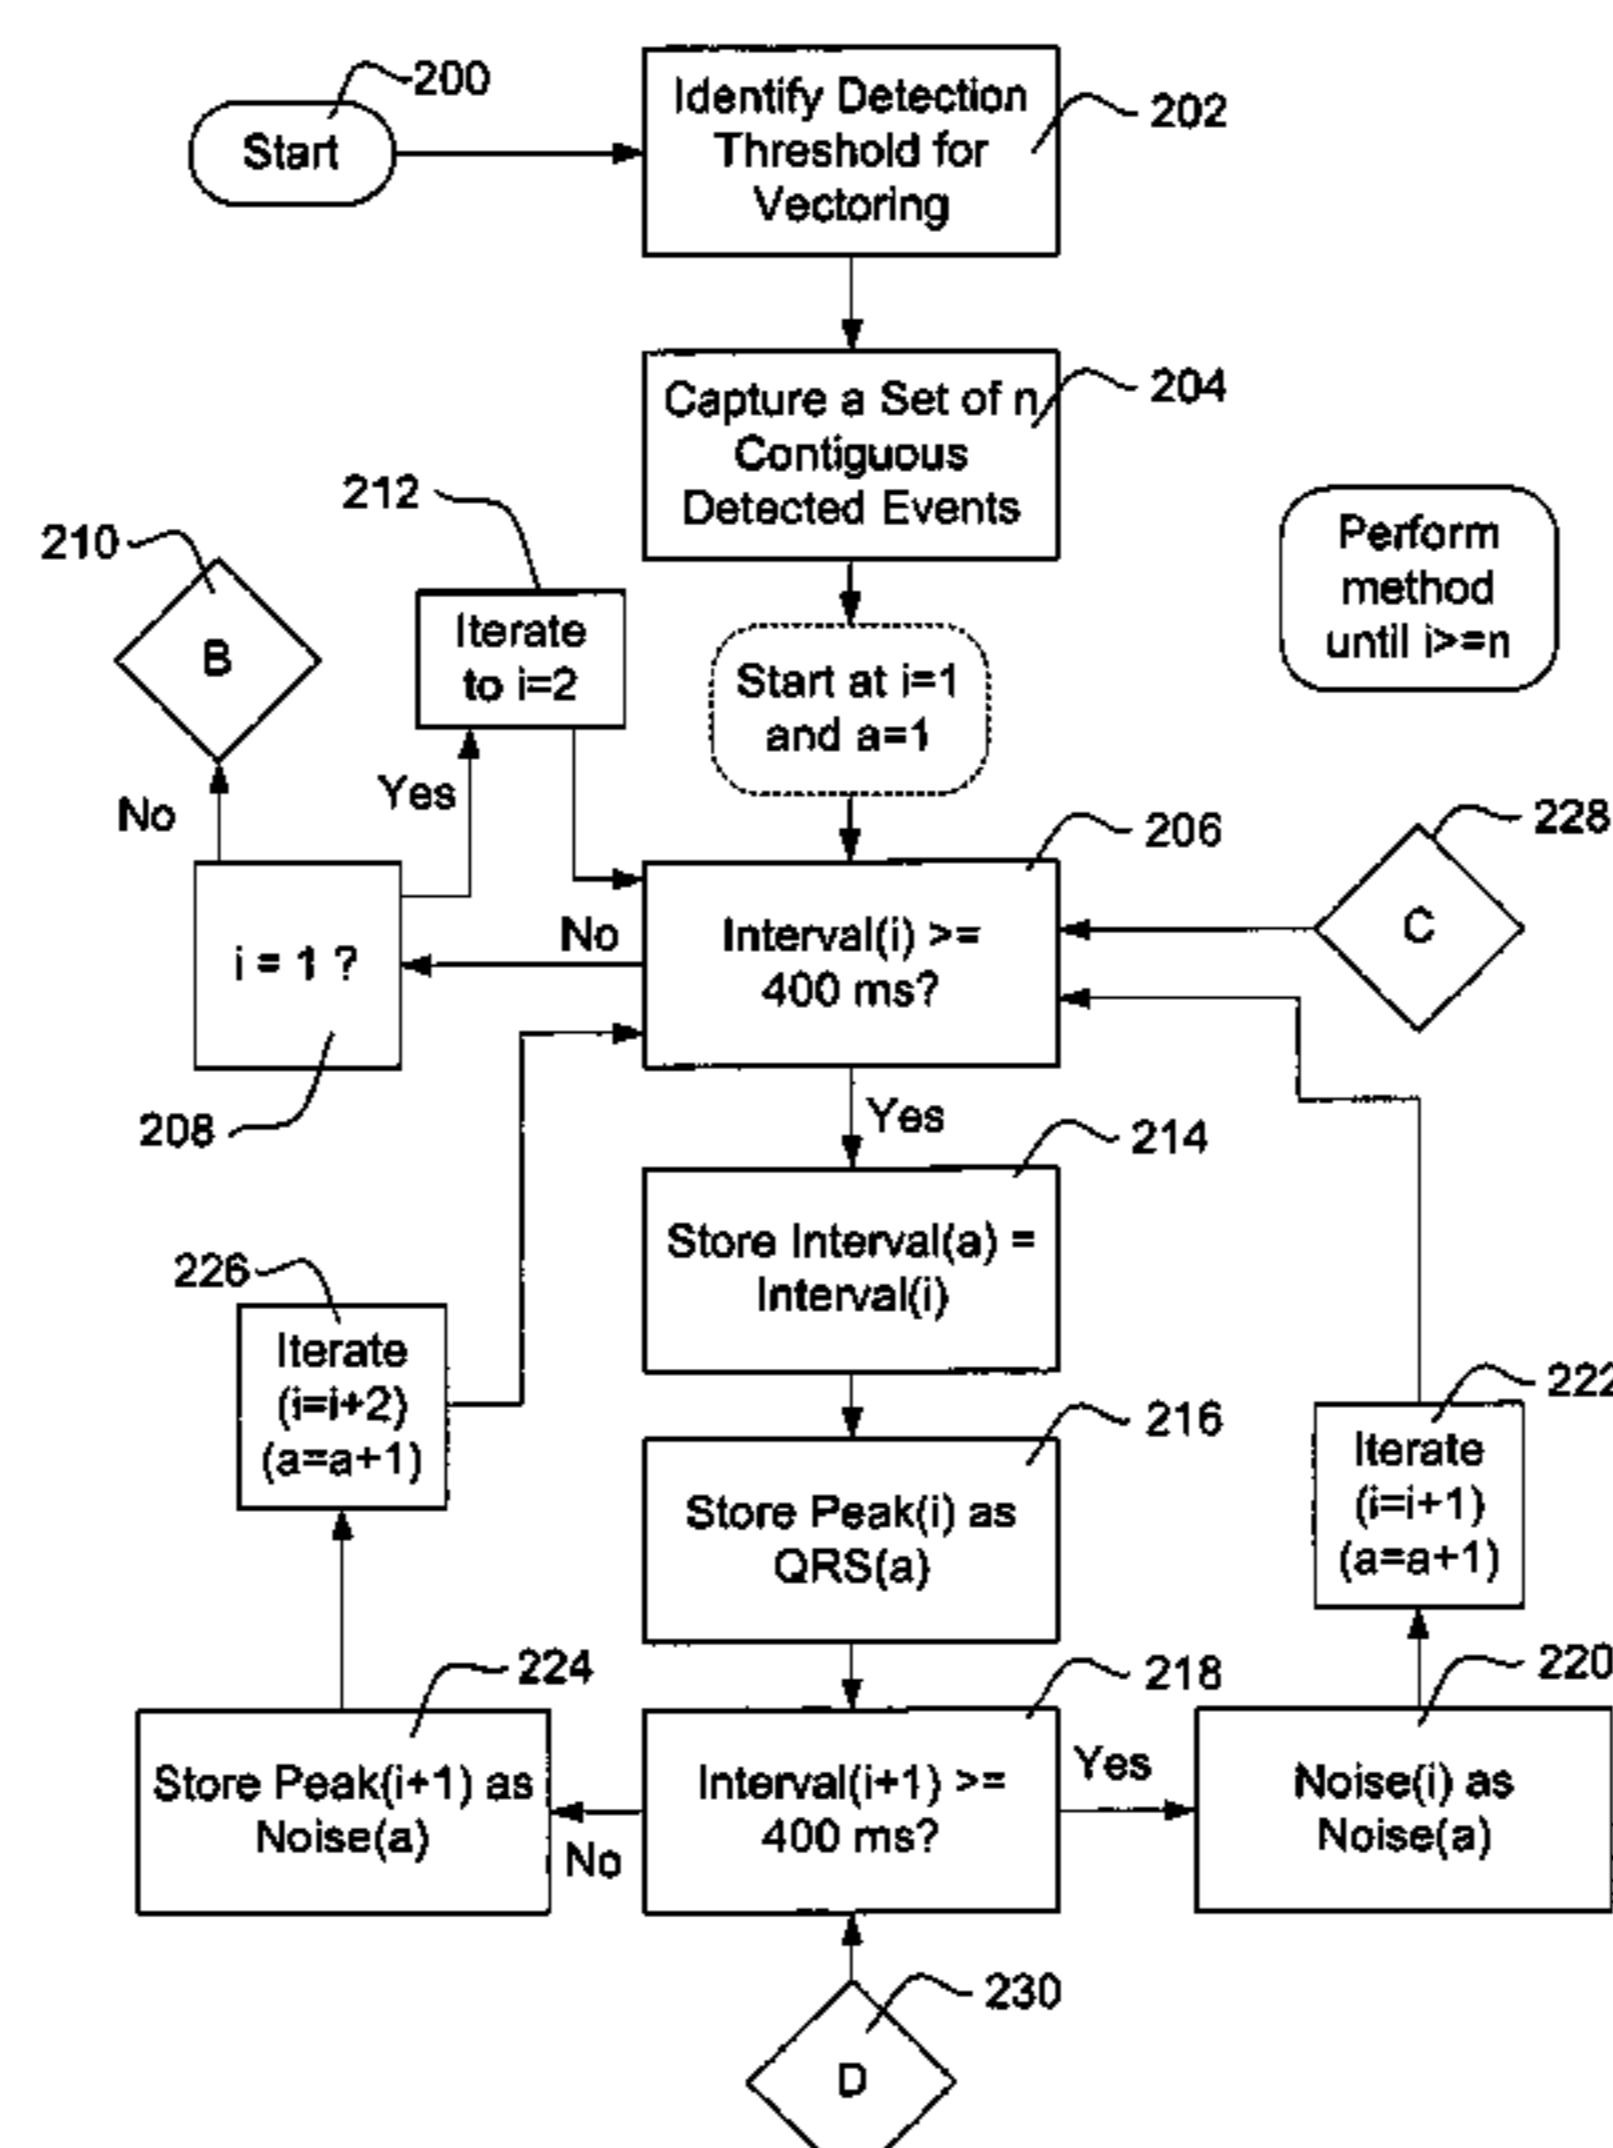 200
Start
Identify Detection
Threshold for
Vectoring
202
Capture a Set of n
Contiguous
Detected Events
204
212
210
B
Iterate
to i=2
Start at i=1
and a=1
Perform
method
until i>=n
No
Yes
206
228
C
i = 1 ?
No
Interval(i) >=
400 ms?
208
Yes
214
Store Interval(a) =
Interval(i)
226
Iterate
(i=i+2)
(a=a+1)
216
Store Peak(i) as
QRS(a)
222
Iterate
(i=i+1)
(a=a+1)
224
218
220
Store Peak(i+1) as
Noise(a)
No
Interval(i+1) >=
400 ms?
Yes
Noise(i) as
Noise(a)
230
D